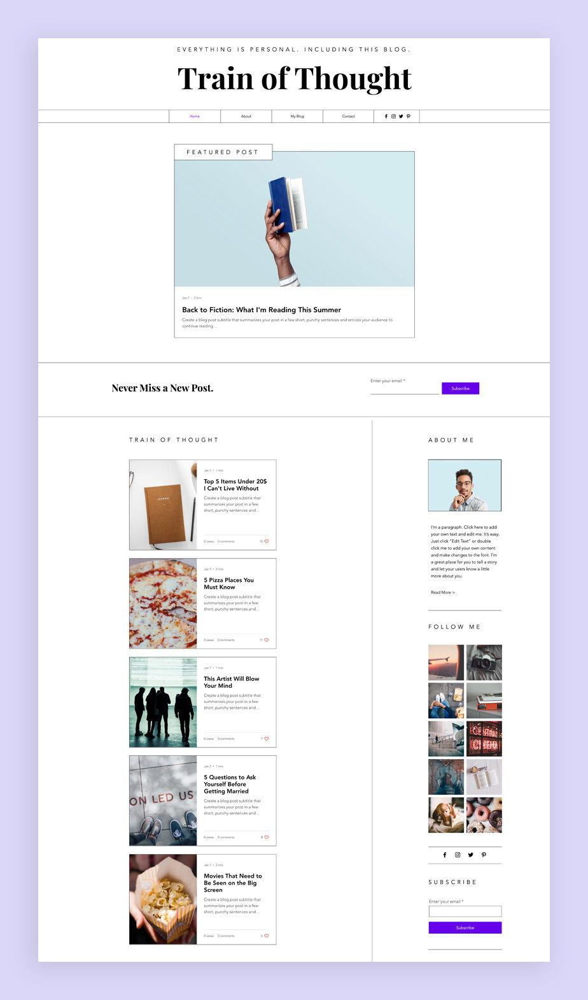 EVERYTHING IS PERSONAL. INCLUDING THIS BLOG.
Train of Thought
Home
About
My Blog
Contact
FEATURED POST
Jan 7 • 2 min
Back to Fiction: What I'm Reading This Summer
Create a blog post subtitle that summarizes your post in a few short, punchy sentences and entices your audience to
continue reading...
Never Miss a New Post.
Enter your email *
Subscribe
TRAIN OF THOUGHT
JOURNAL
Jan 7 • 1 min
Top 5 Items Under 20$
I Can't Live Without
Create a blog post subtitle that
summarizes your post in a few
short, punchy sentences and...
0 views 0 comments 15
Jan 7 • 2 min
5 Pizza Places You
Must Know
Create a blog post subtitle that
summarizes your post in a few
short, punchy sentences and...
0 views 0 comments 11
Jan 7 • 1 min
This Artist Will Blow
Your Mind
Create a blog post subtitle that
summarizes your post in a few
short, punchy sentences and...
0 views 0 comments 7
ON LED US
Jan 7 • 1 min
5 Questions to Ask
Yourself Before
Getting Married
Create a blog post subtitle that
summarizes your post in a few
short, punchy sentences and...
0 views 0 comments 8
Jan 7 • 2 min
Movies That Need to
Be Seen on the Big
Screen
Create a blog post subtitle that
summarizes your post in a few
short, punchy sentences and...
0 views 0 comments 6
ABOUT ME
I'm a paragraph. Click here to add
your own text and edit me. It's easy.
Just click "Edit Text" or double
click me to add your own content
and make changes to the font. I'm
a great place for you to tell a story
and let your users know a little
more about you.
Read More >
FOLLOW ME
CENTRAL
CINEMA
SUBSCRIBE
Enter your email *
Subscribe